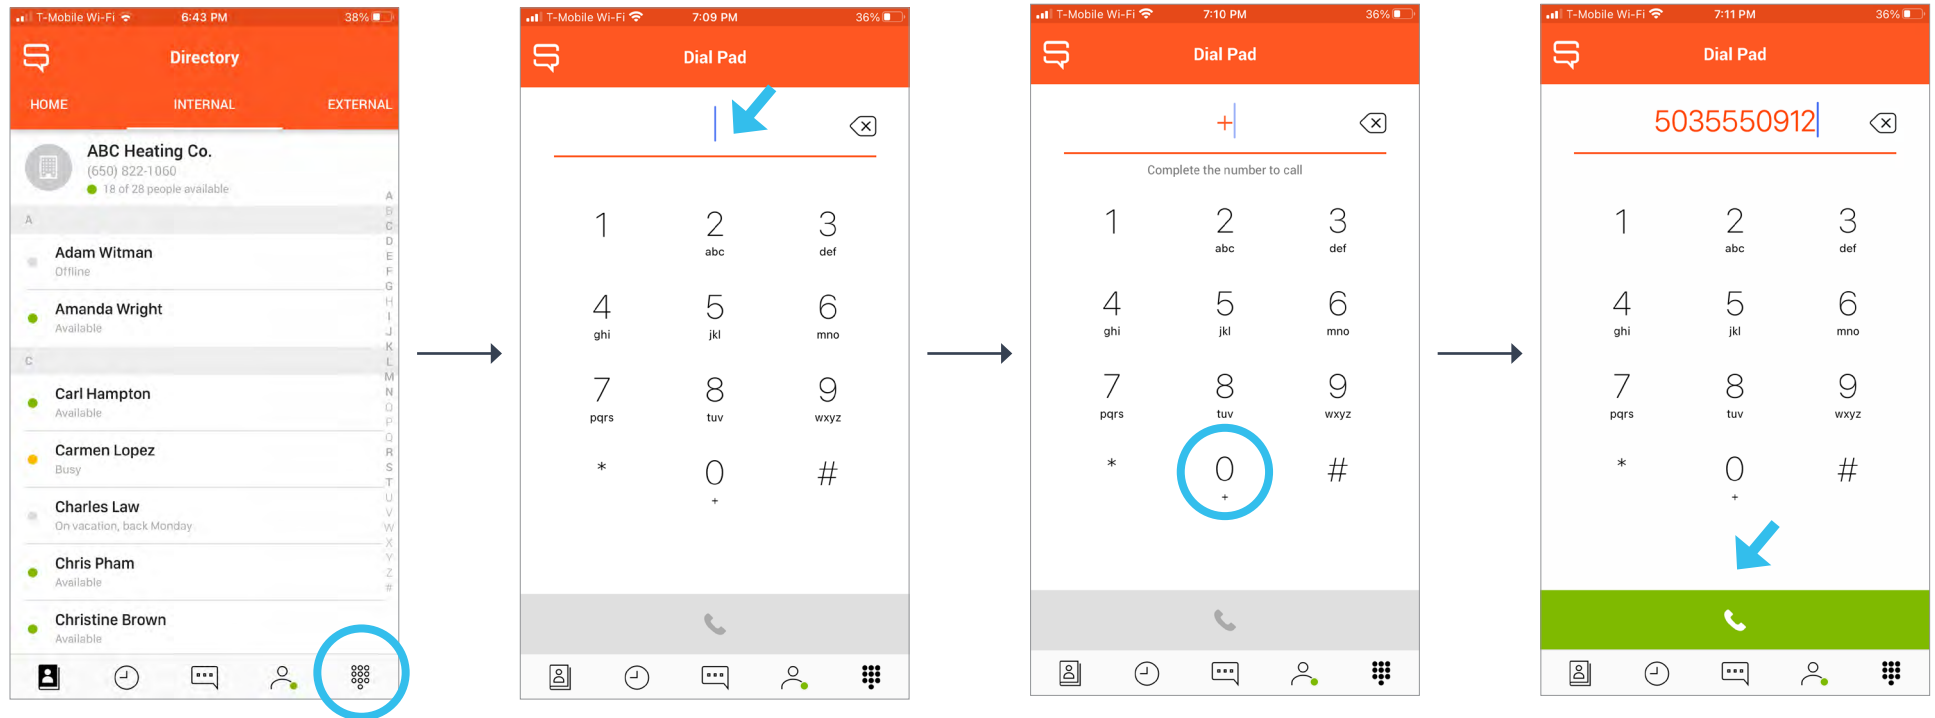 T-Mobile Wi-Fi 6:43 PM 38%
Directory
HOME INTERNAL EXTERNAL
ABC Heating Co.
(650) 822-1060
18 of 28 people available
A
Adam Witman
Offline
Amanda Wright
Available
C
Carl Hampton
Available
Carmen Lopez
Busy
Charles Law
On vacation, back Monday
Chris Pham
Available
Christine Brown
Available
A
B
C
D
E
F
G
H
I
J
K
L
M
N
O
P
Q
R
S
T
U
V
W
X
Y
Z
#
T-Mobile Wi-Fi 7:09 PM 36%
Dial Pad
1 2 3
abc def
4 5 6
ghi jkl mno
7 8 9
pqrs tuv wxyz
* 0 #
+
T-Mobile Wi-Fi 7:10 PM 36%
Dial Pad
+
Complete the number to call
1 2 3
abc def
4 5 6
ghi jkl mno
7 8 9
pqrs tuv wxyz
* 0 #
+
T-Mobile Wi-Fi 7:11 PM 36%
Dial Pad
5035550912
1 2 3
abc def
4 5 6
ghi jkl mno
7 8 9
pqrs tuv wxyz
* 0 #
+